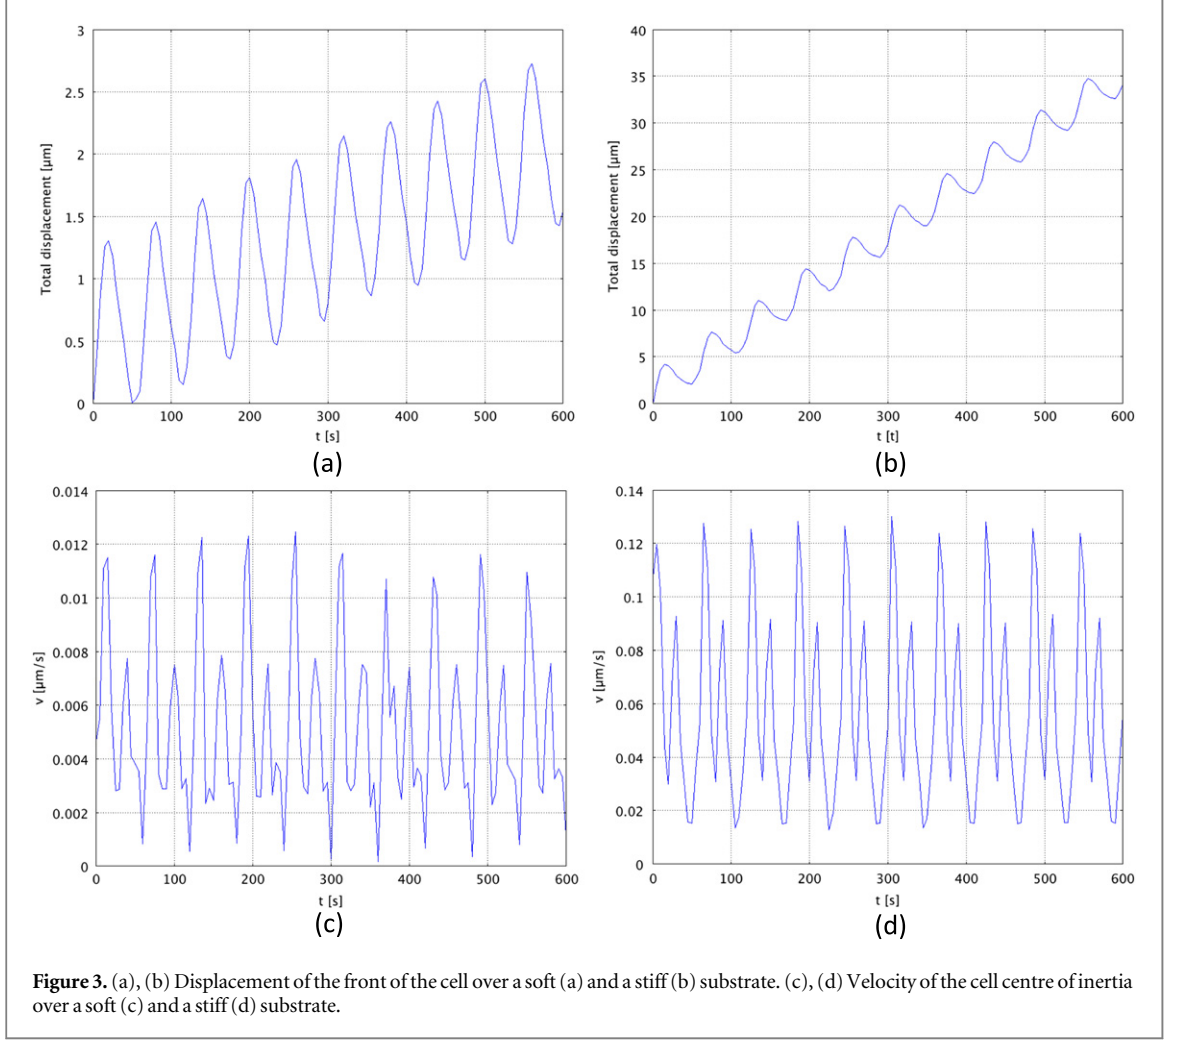 3
2.5
2
1.5
1
0.5
0
0 100 200 300 400 500 600
Total displacement [µm]
t [s]
(a)
40
35
30
25
20
15
10
5
0
0 100 200 300 400 500 600
Total displacement [µm]
t [t]
(b)
0.014
0.012
0.01
0.008
0.006
0.004
0.002
0
0 100 200 300 400 500 600
v [µm/s]
t [s]
(c)
0.14
0.12
0.1
0.08
0.06
0.04
0.02
0
0 100 200 300 400 500 600
v [µm/s]
t [s]
(d)
Figure 3. (a), (b) Displacement of the front of the cell over a soft (a) and a stiff (b) substrate. (c), (d) Velocity of the cell centre of inertia
over a soft (c) and a stiff (d) substrate.